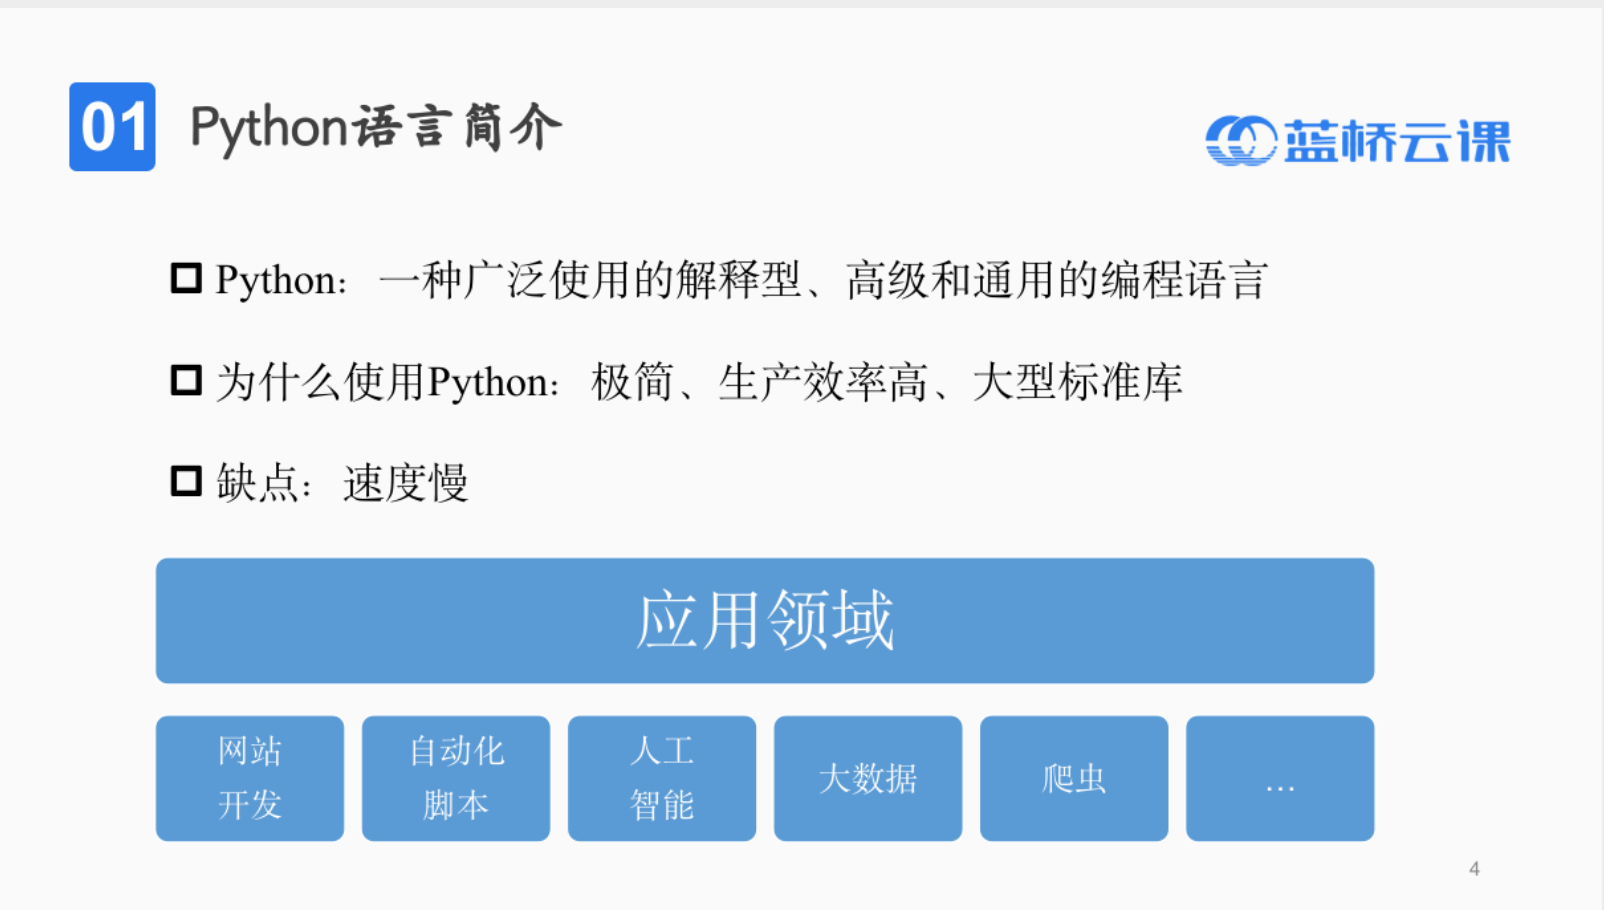 01 Python语言简介
蓝桥云课
Python：一种广泛使用的解释型、高级和通用的编程语言
为什么使用Python：极简、生产效率高、大型标准库
缺点：速度慢
应用领域
网站
开发
自动化
脚本
人工
智能
大数据
爬虫
...
4